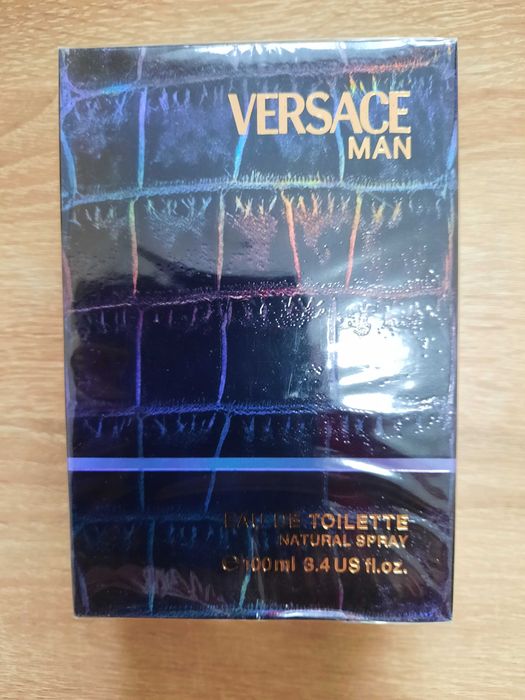 VERSACE
MAN
EAU DE TOILETTE
NATURAL SPRAY
℮100ml 3.4 US fl.oz.